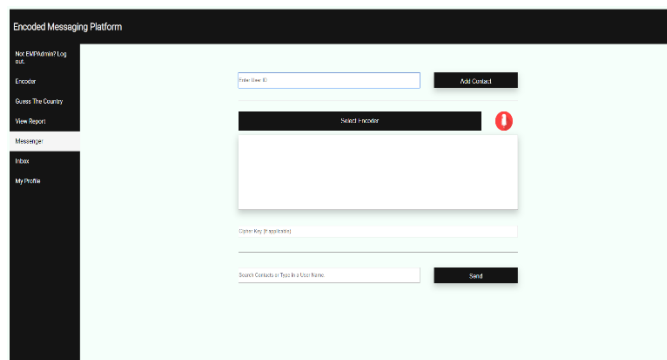 Encoded Messaging Platform
Not EMPAdmin? Log
out.
Encoder
Guess The Country
View Report
Messenger
Inbox
My Profile
Enter User ID
Add Contact
Select Encoder
Cipher Key (if applicable)
Search Contacts or Type In a User Name.
Send